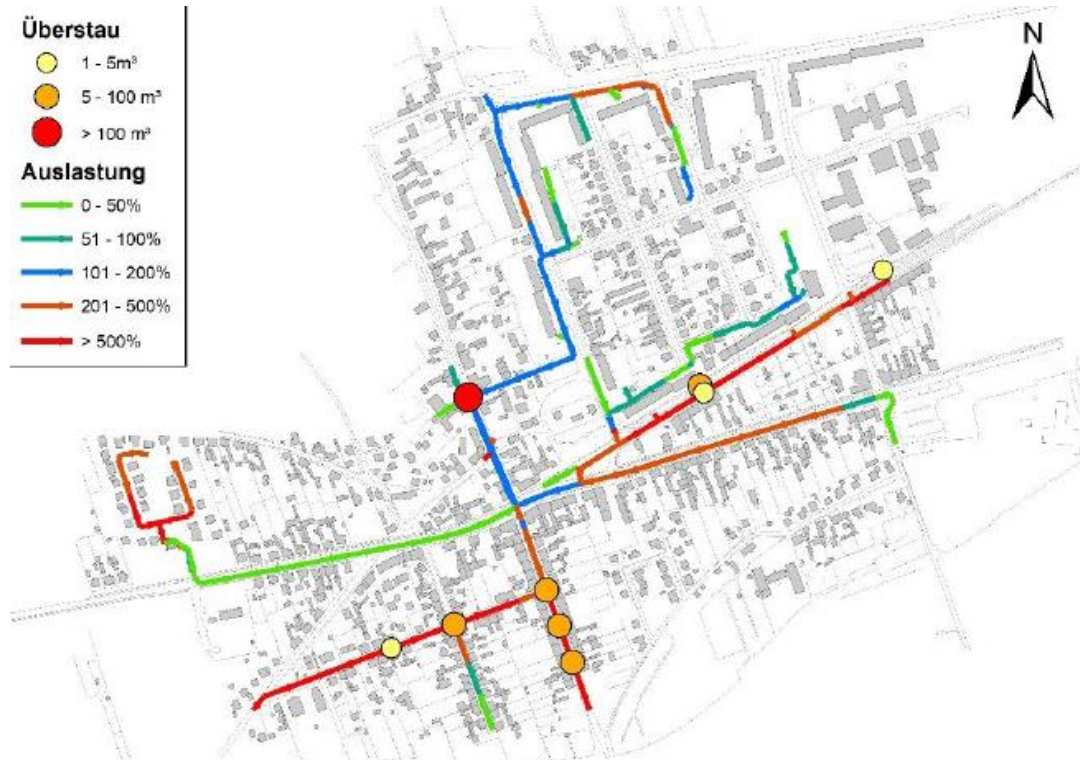 Überstau
1 - 5m³
5 - 100 m³
> 100 m³
Auslastung
0 - 50%
51 - 100%
101 - 200%
201 - 500%
> 500%
N